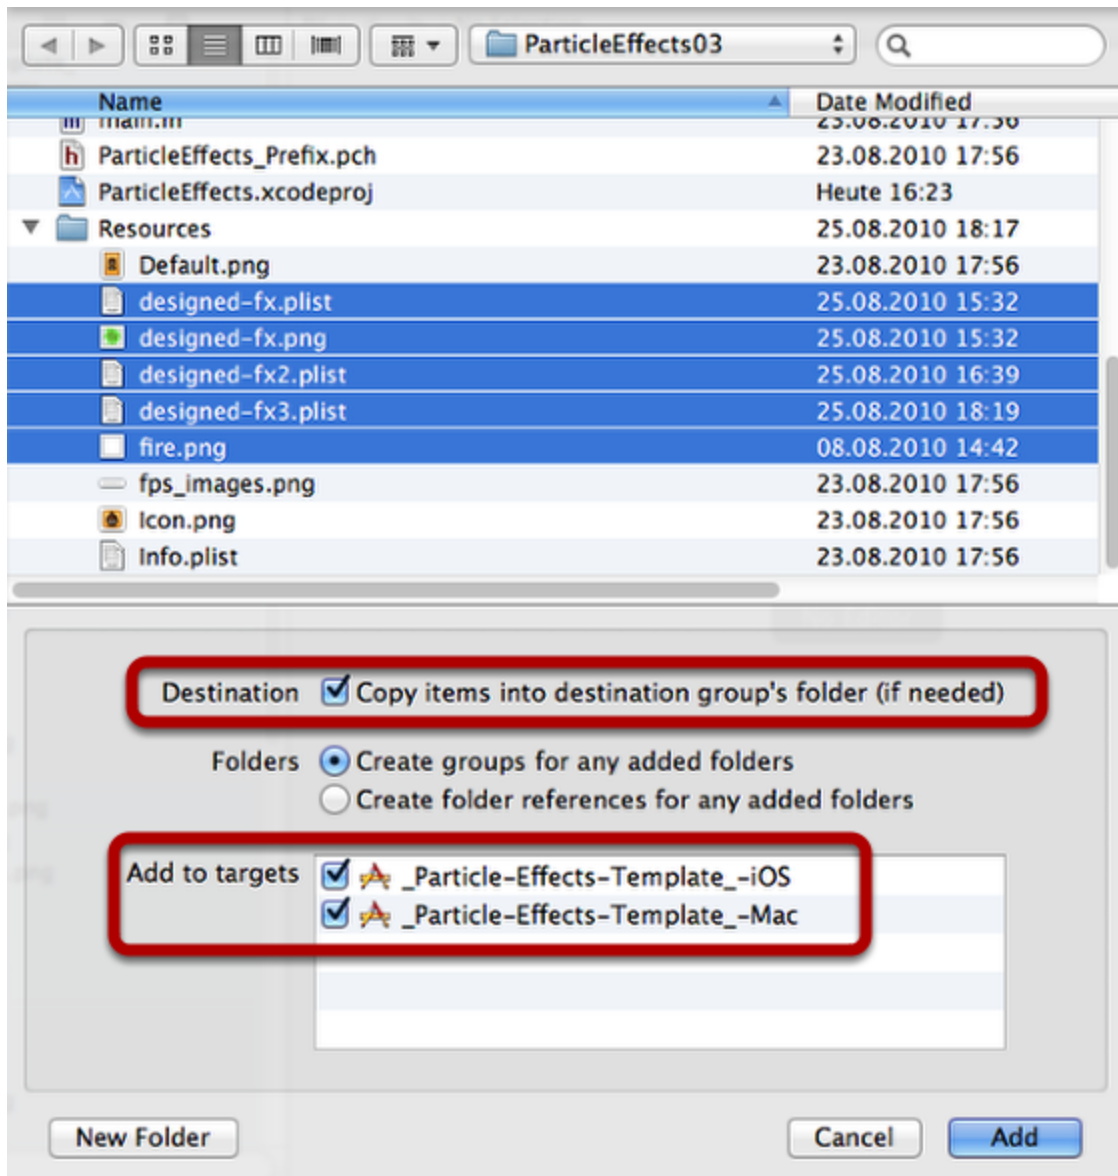 ParticleEffects03
Name Date Modified
main.m 23.08.2010 17:56
ParticleEffects_Prefix.pch 23.08.2010 17:56
ParticleEffects.xcodeproj Heute 16:23
Resources 25.08.2010 18:17
Default.png 23.08.2010 17:56
designed-fx.plist 25.08.2010 15:32
designed-fx.png 25.08.2010 15:32
designed-fx2.plist 25.08.2010 16:39
designed-fx3.plist 25.08.2010 18:19
fire.png 08.08.2010 14:42
fps_images.png 23.08.2010 17:56
Icon.png 23.08.2010 17:56
Info.plist 23.08.2010 17:56
Destination Copy items into destination group's folder (if needed)
Folders Create groups for any added folders
Create folder references for any added folders
Add to targets _Particle-Effects-Template_-iOS
_Particle-Effects-Template_-Mac
New Folder Cancel Add